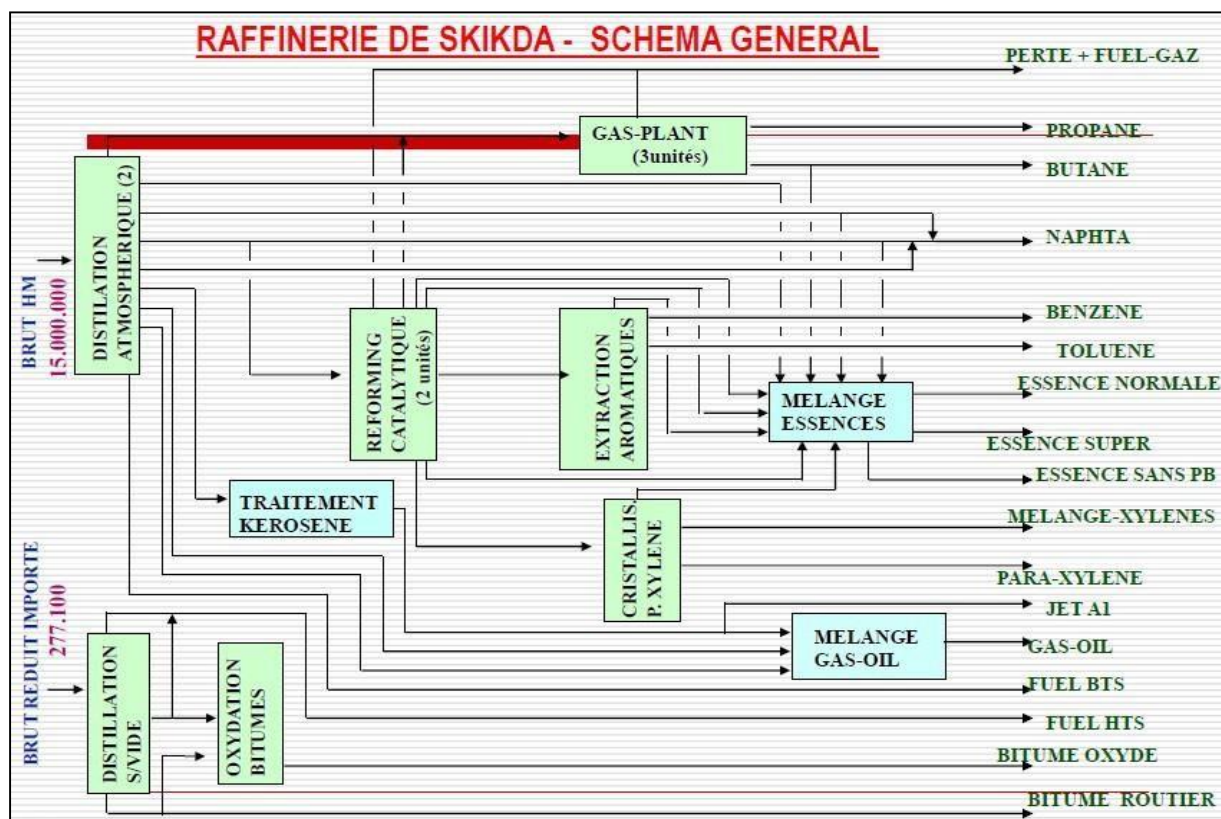 RAFFINERIE DE SKIKDA - SCHEMA GENERAL
PERTE + FUEL-GAZ
GAS-PLANT
(3unités)
PROPANE
BUTANE
DISTILATION
ATMOSPHERIQUE (2)
NAPHTA
BRUT HM
15.000.000
REFORMING
CATALYTIQUE
(2 unités)
EXTRACTION
AROMATIQUES
BENZENE
TOLUENE
MELANGE
ESSENCES
ESSENCE NORMALE
ESSENCE SUPER
ESSENCE SANS PB
TRAITEMENT
KEROSENE
CRISTALLIS.
P. XYLENE
MELANGE-XYLENES
PARA-XYLENE
JET A1
BRUT REDUIT IMPORTE
277.100
MELANGE
GAS-OIL
GAS-OIL
FUEL BTS
DISTILLATION
S/VIDE
OXYDATION
BITUMES
FUEL HTS
BITUME OXYDE
BITUME ROUTIER